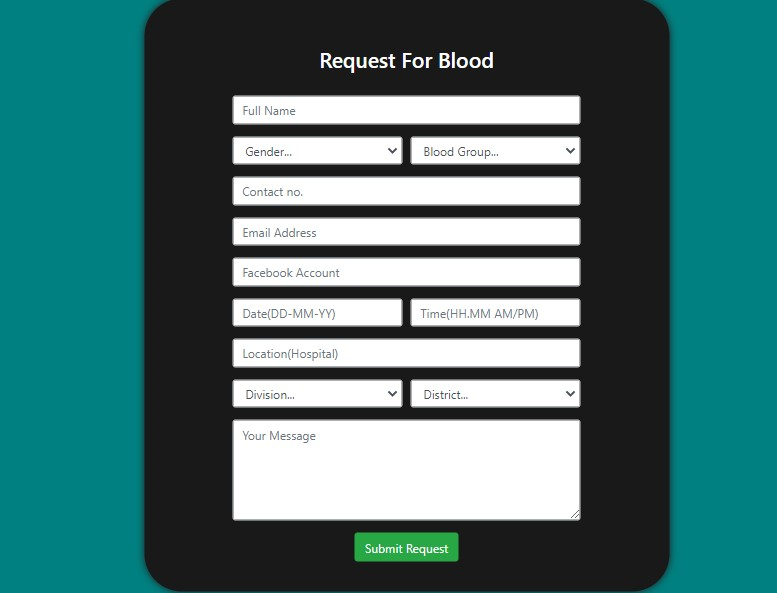 Request For Blood
Full Name
Gender... Blood Group...
Contact no.
Email Address
Facebook Account
Date(DD-MM-YY) Time(HH.MM AM/PM)
Location(Hospital)
Division... District...
Your Message
Submit Request